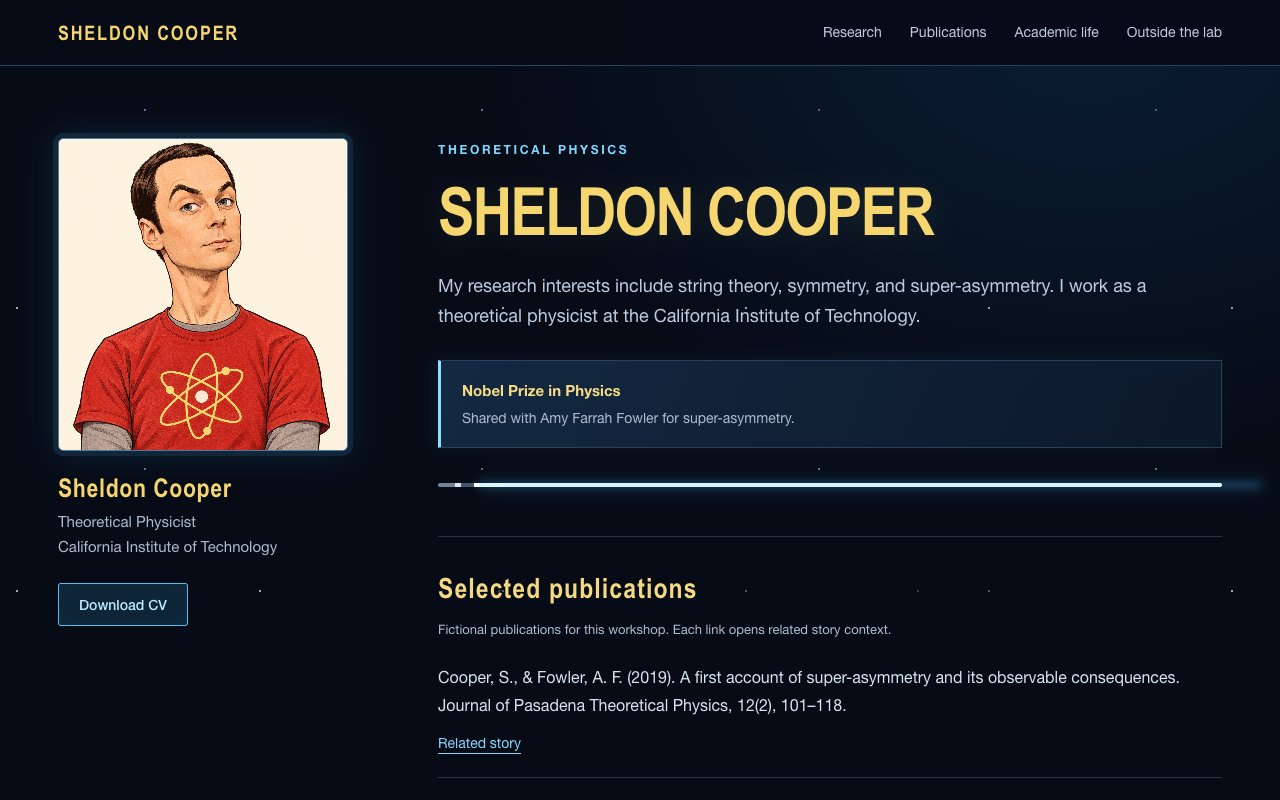 SHELDON COOPER
Research
Publications
Academic life
Outside the lab
THEORETICAL PHYSICS
SHELDON COOPER
My research interests include string theory, symmetry, and super-asymmetry. I work as a
theoretical physicist at the California Institute of Technology.
Nobel Prize in Physics
Shared with Amy Farrah Fowler for super-asymmetry.
Sheldon Cooper
Theoretical Physicist
California Institute of Technology
Download CV
Selected publications
Fictional publications for this workshop. Each link opens related story context.
Cooper, S., & Fowler, A. F. (2019). A first account of super-asymmetry and its observable consequences.
Journal of Pasadena Theoretical Physics, 12(2), 101–118.
Related story